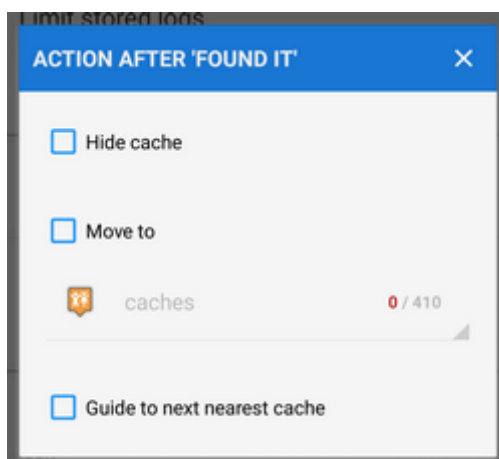 Limit stored logs
ACTION AFTER 'FOUND IT'
Hide cache
Move to
caches 0 / 410
Guide to next nearest cache